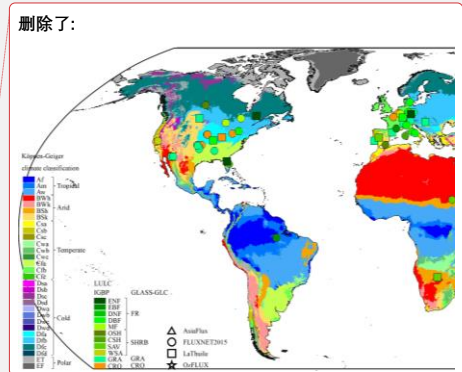 删除了:
Köppen-Geiger
climate classification
Af
Am
Aw
Tropical
BWh
BWk
BSh
BSk
Arid
Csa
Csb
Csc
Cwa
Cwb
Cwc
Cfa
Cfb
Cfc
Temperate
Dsa
Dsb
Dsc
Dsd
Dwa
Dwb
Dwc
Dwd
Dfa
Dfb
Dfc
Dfd
Cold
ET
EF
Polar
LULC
IGBP GLASS-GLC
ENF
EBF
DNF
DBF
MF
FR
OSH
CSH
SAV
WSA
SHRB
GRA GRA
CRO CRO
AsiaFlux
FLUXNET2015
LaThuile
OzFLUX